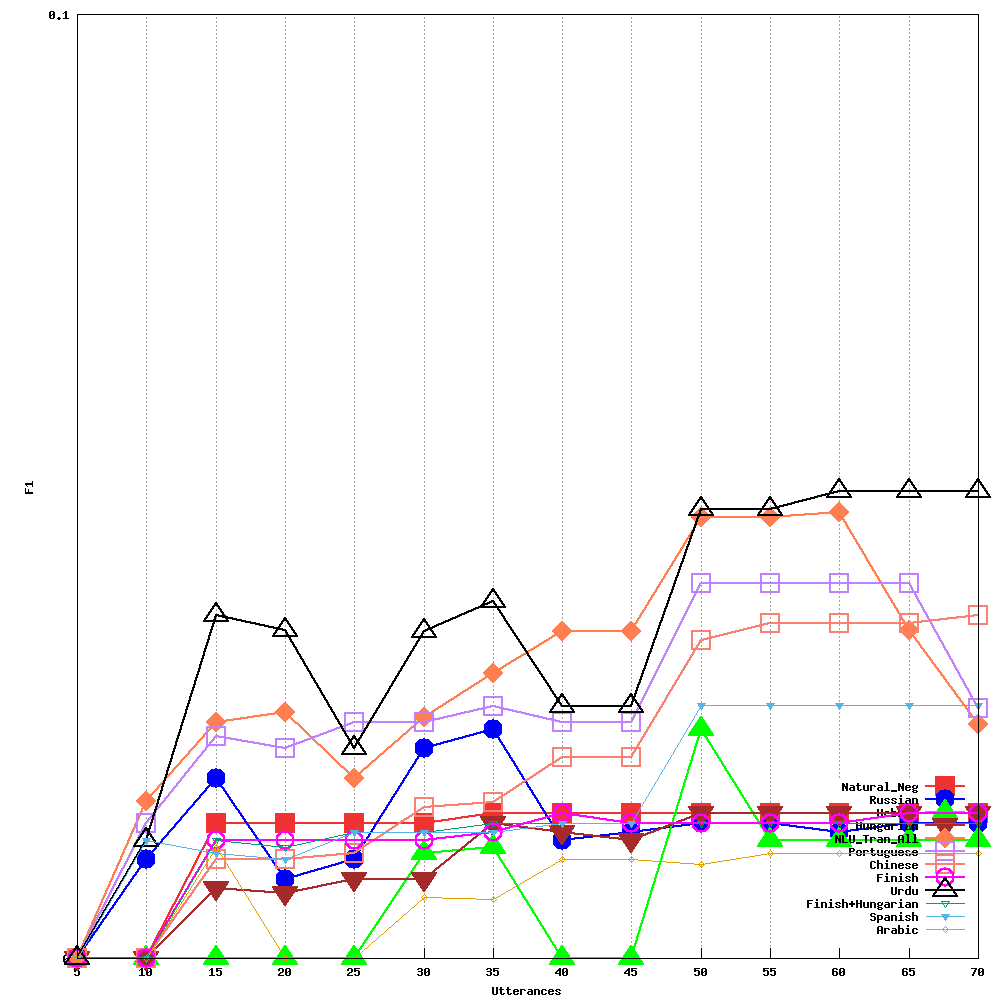 0.1
F1
Natural_Neg
Russian
Hungarian
NLU_Tran_All
Portuguese
Chinese
Finish
Urdu
Finish+Hungarian
Spanish
Arabic
0
5 10 15 20 25 30 35 40 45 50 55 60 65 70
Utterances